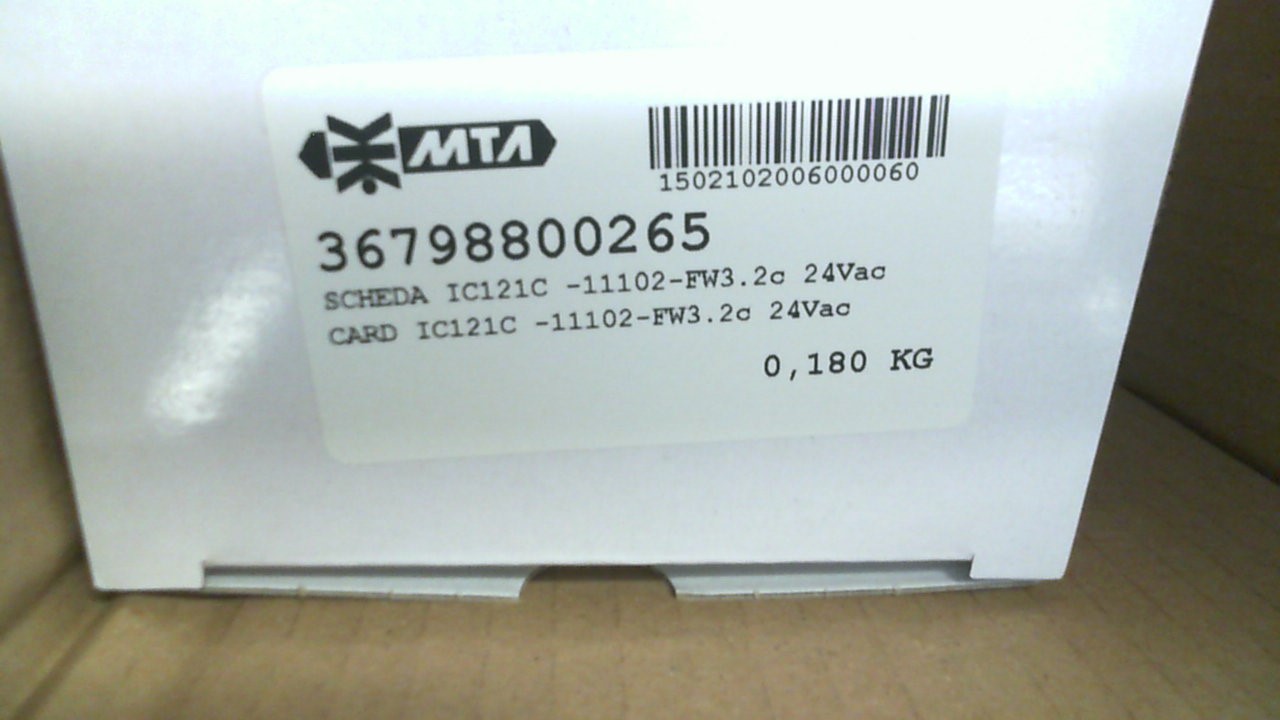 MTA
1502102006000060
36798800265
SCHEDA IC121C -11102-FW3.2c 24Vac
CARD IC121C -11102-FW3.2c 24Vac
0,180 KG